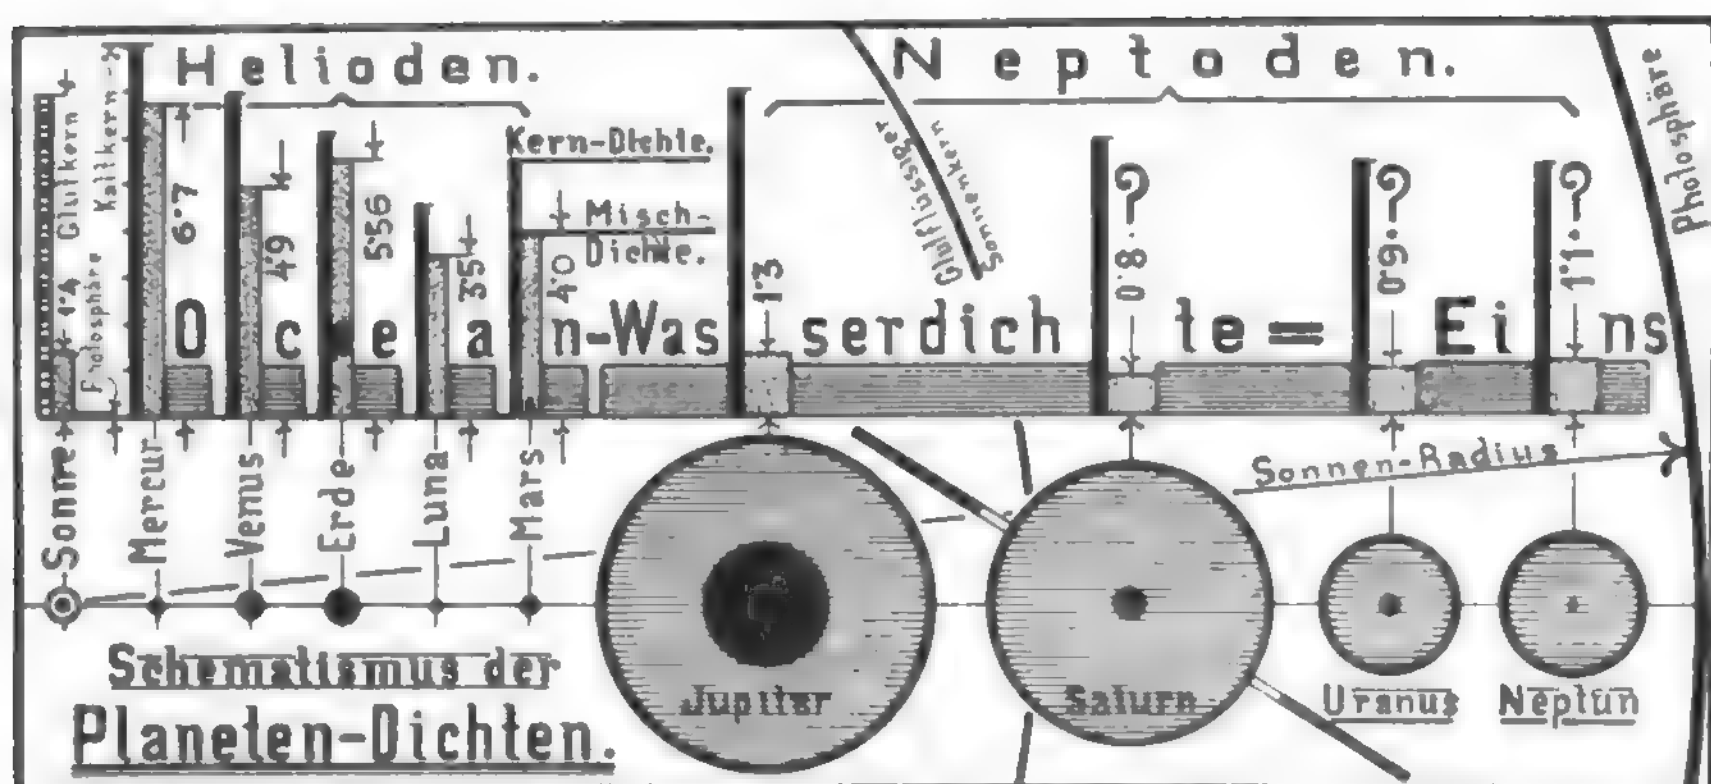 Helioden.
Neptoden.
Photosphäre
Glutflüssiger
Sonnenkern
Kern-Dichte.
Misch-
Dichte.
Glutkern
Kaltkern
1·4
Photosphäre
6·7
4·9
5·56
3·5
4·0
1·3
0·8·?
0·9·?
1·1·?
Ocean-Wasserdichte = Eins
Sonne
Mercur
Venus
Erde
Luna
Mars
Sonnen-Radius
Jupiter
Saturn
Uranus
Neptun
Schematismus der
Planeten-Dichten.